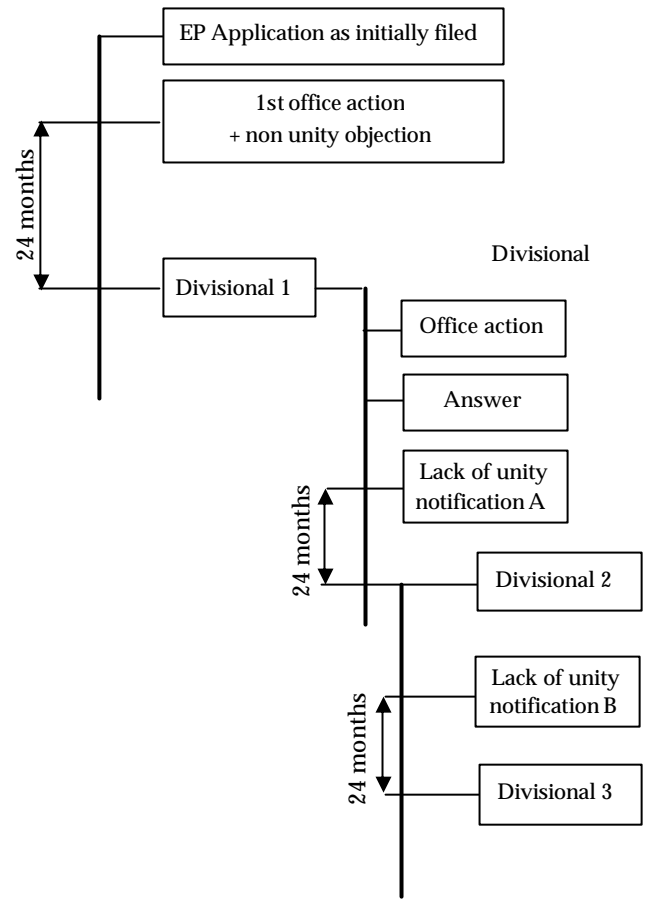 EP Application as initially filed
1st office action
+ non unity objection
24 months
Divisional
Divisional 1
Office action
Answer
Lack of unity
notification A
24 months
Divisional 2
Lack of unity
notification B
24 months
Divisional 3